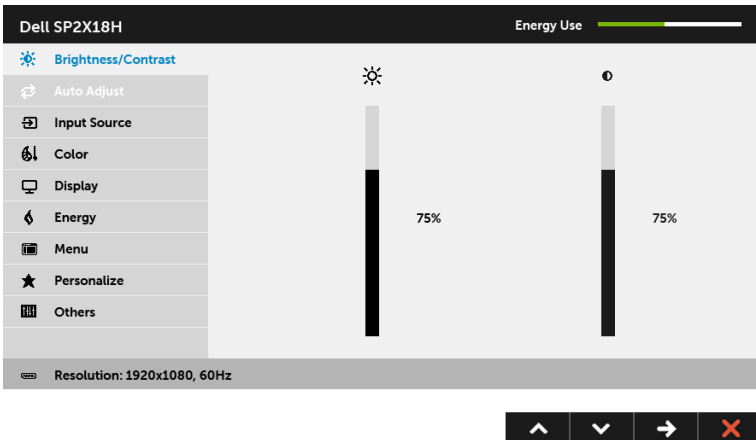 Dell SP2X18H
Energy Use
Brightness/Contrast
Auto Adjust
Input Source
Color
Display
Energy
Menu
Personalize
Others
75%
75%
Resolution: 1920x1080, 60Hz